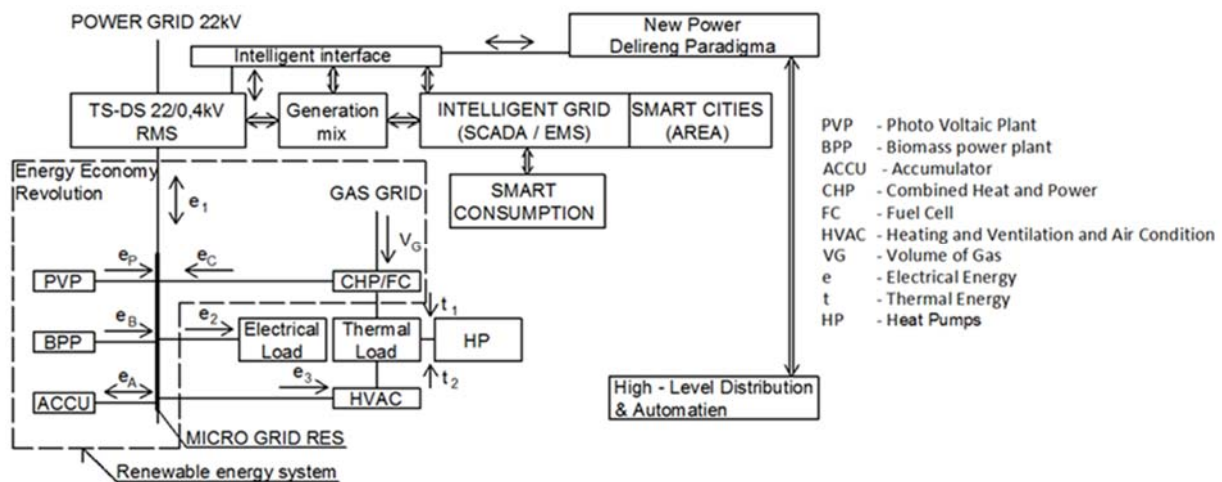 POWER GRID 22kV
New Power
Delireng Paradigma
Intelligent interface
TS-DS 22/0,4kV
RMS
Generation
mix
INTELLIGENT GRID
(SCADA / EMS)
SMART CITIES
(AREA)
SMART
CONSUMPTION
Energy Economy
Revolution
e1
GAS GRID
VG
eP
eC
PVP
CHP/FC
eB
e2
t1
BPP
Electrical
Load
Thermal
Load
HP
eA
e3
t2
ACCU
HVAC
MICRO GRID RES
Renewable energy system
High - Level Distribution
& Automatien
PVP - Photo Voltaic Plant
BPP - Biomass power plant
ACCU - Accumulator
CHP - Combined Heat and Power
FC - Fuel Cell
HVAC - Heating and Ventilation and Air Condition
VG - Volume of Gas
e - Electrical Energy
t - Thermal Energy
HP - Heat Pumps